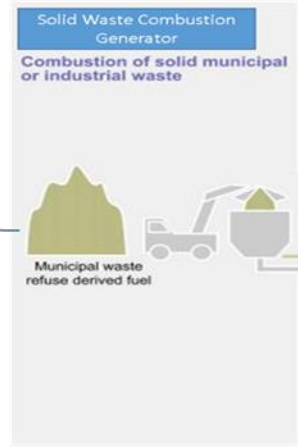 Solid Waste Combustion
Generator
Combustion of solid municipal
or industrial waste
Municipal waste
refuse derived fuel